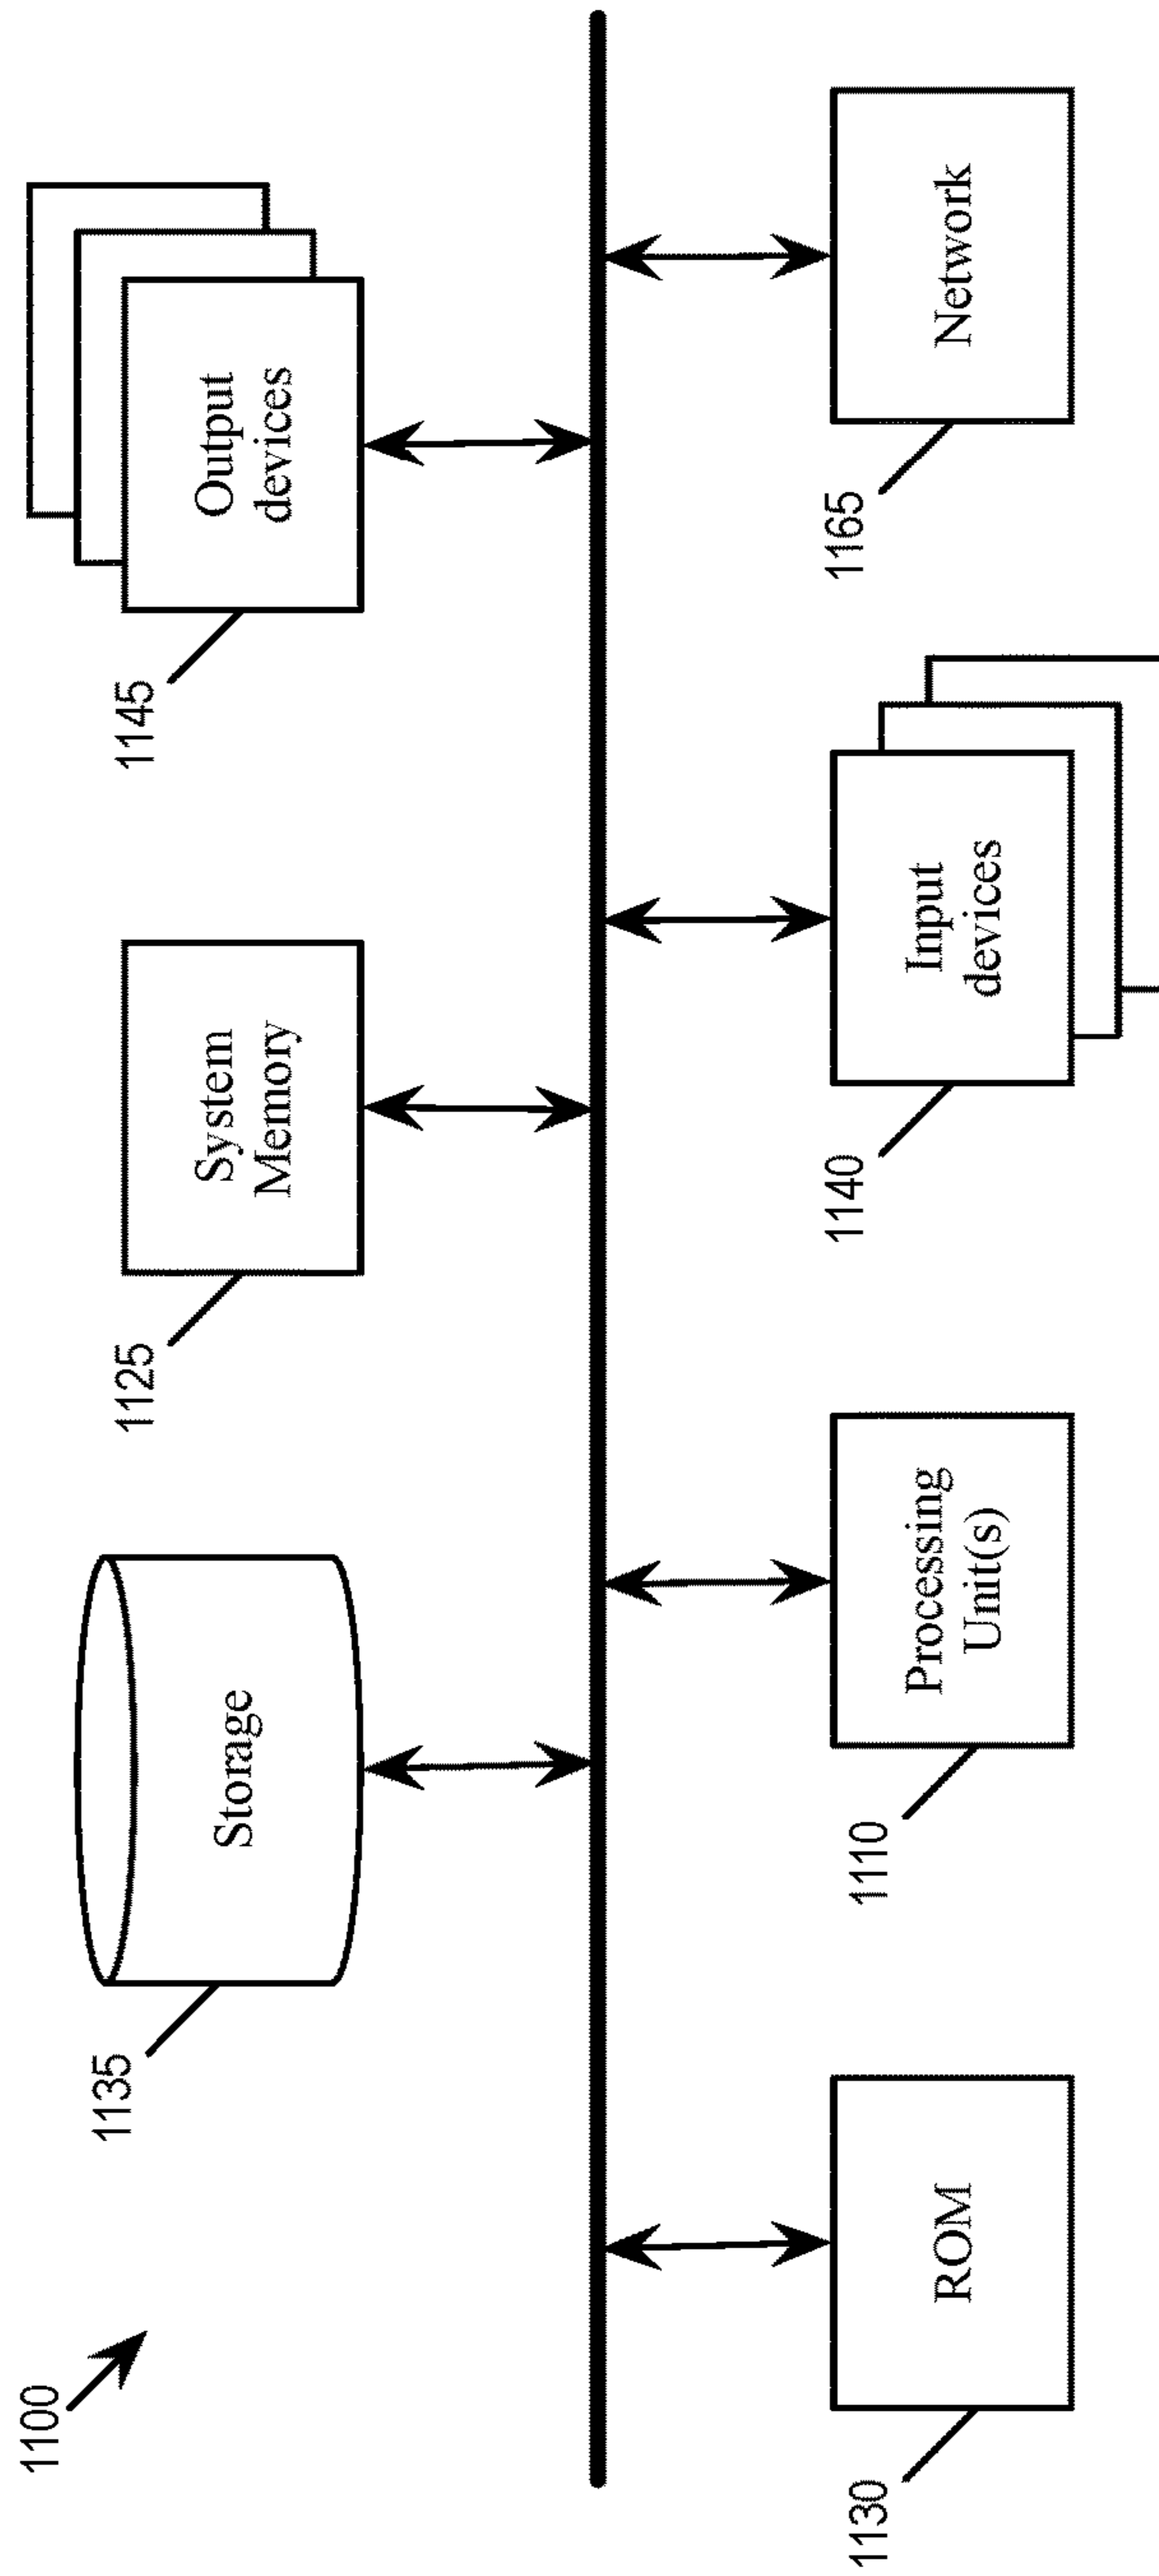 1100
1135
Storage
1125
System
Memory
1145
Output
devices
1130
ROM
1110
Processing
Unit(s)
1140
Input
devices
1165
Network